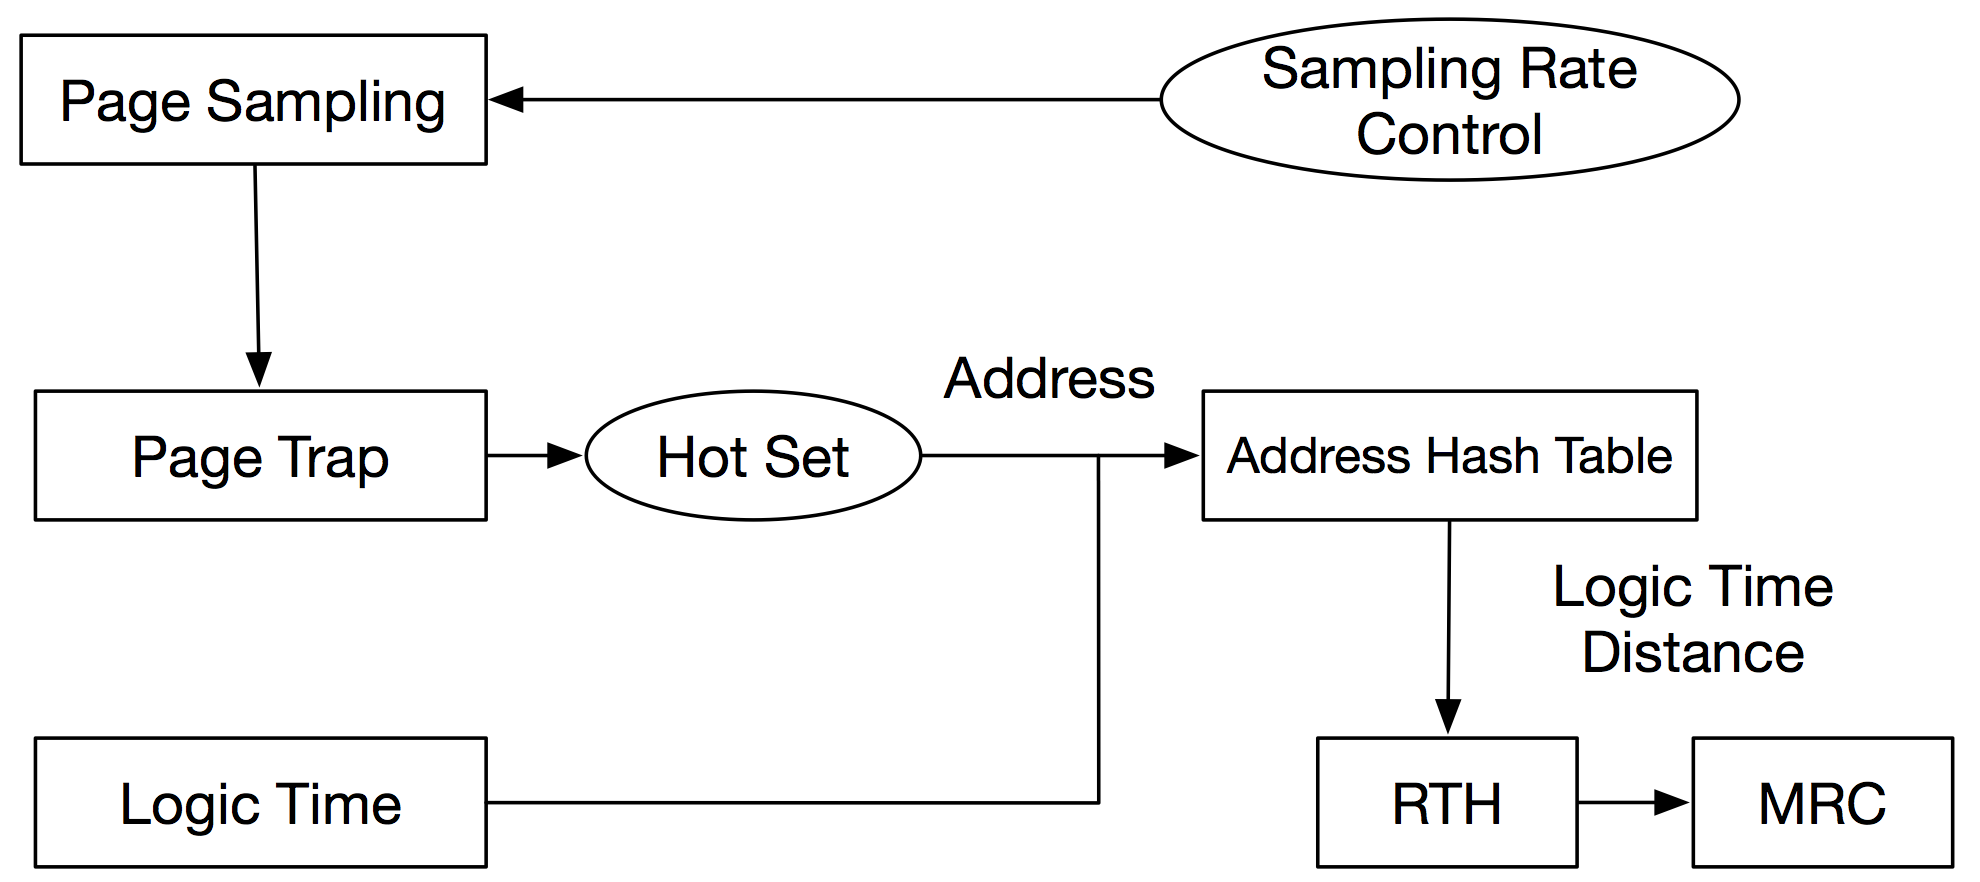 Page Sampling
Sampling Rate
Control
Address
Page Trap
Hot Set
Address Hash Table
Logic Time
Distance
Logic Time
RTH
MRC